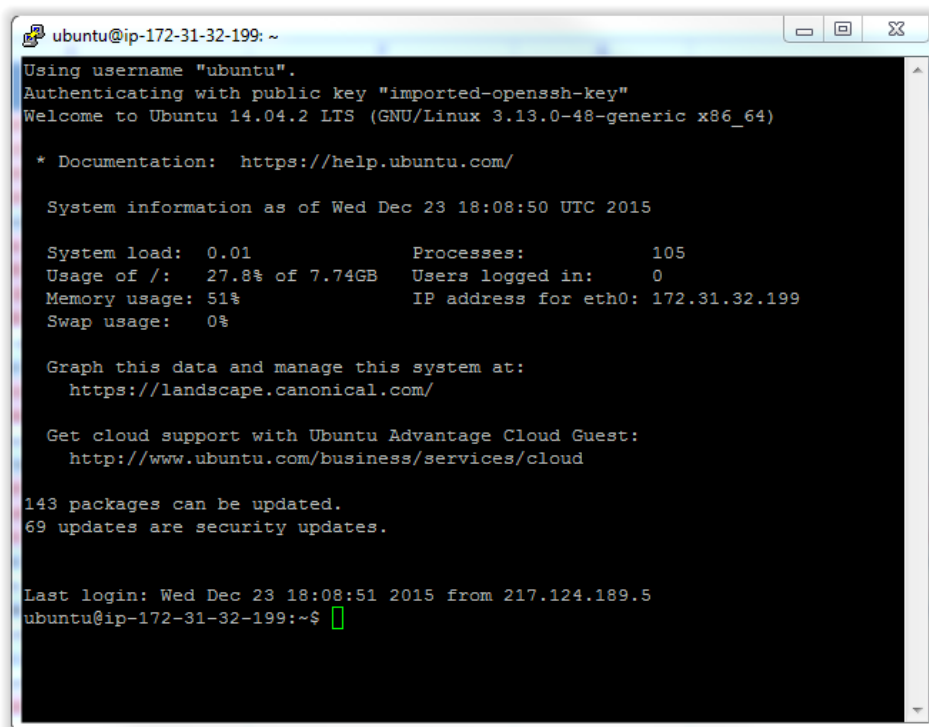 ubuntu@ip-172-31-32-199: ~
Using username "ubuntu".
Authenticating with public key "imported-openssh-key"
Welcome to Ubuntu 14.04.2 LTS (GNU/Linux 3.13.0-48-generic x86_64)
 * Documentation:  https://help.ubuntu.com/
  System information as of Wed Dec 23 18:08:50 UTC 2015
  System load:  0.01              Processes:           105
  Usage of /:   27.8% of 7.74GB   Users logged in:     0
  Memory usage: 51%               IP address for eth0: 172.31.32.199
  Swap usage:   0%
  Graph this data and manage this system at:
    https://landscape.canonical.com/
  Get cloud support with Ubuntu Advantage Cloud Guest:
    http://www.ubuntu.com/business/services/cloud
143 packages can be updated.
69 updates are security updates.
Last login: Wed Dec 23 18:08:51 2015 from 217.124.189.5
ubuntu@ip-172-31-32-199:~$